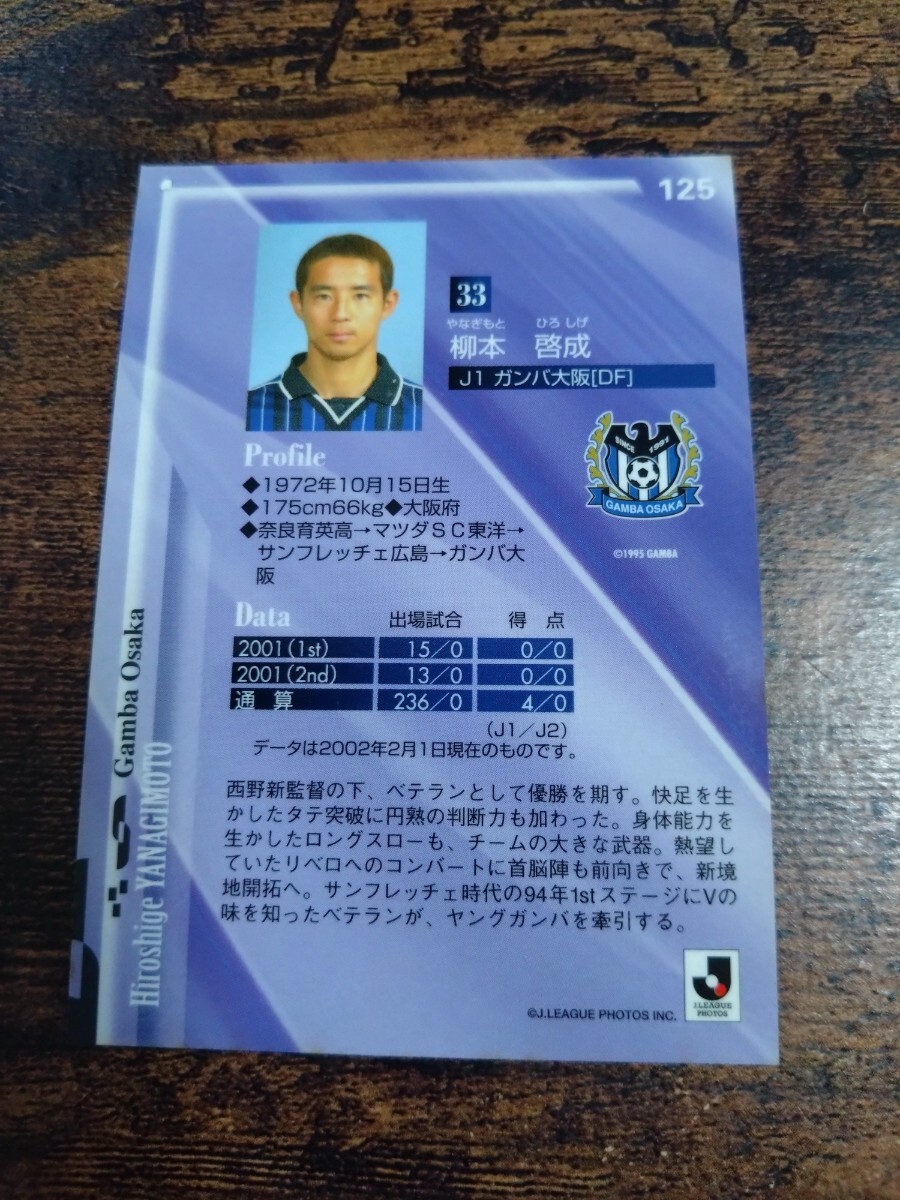 125
33
やなぎもと ひろ しげ
柳本 啓成
J1 ガンバ大阪[DF]
SINCE 1991
GAMBA OSAKA
©1995 GAMBA
Profile
◆1972年10月15日生
◆175cm66kg◆大阪府
◆奈良育英高→マツダSC東洋→
サンフレッチェ広島→ガンバ大
阪
Data 出場試合 得 点
2001(1st) 15/0 0/0
2001(2nd) 13/0 0/0
通 算 236/0 4/0
(J1/J2)
データは2002年2月1日現在のものです。
西野新監督の下、ベテランとして優勝を期す。快足を生
かしたタテ突破に円熟の判断力も加わった。身体能力を
生かしたロングスローも、チームの大きな武器。熱望し
ていたリベロへのコンバートに首脳陣も前向きで、新境
地開拓へ。サンフレッチェ時代の94年1stステージにVの
味を知ったベテランが、ヤングガンバを牽引する。
Gamba Osaka
Hiroshige YANAGIMOTO
©J.LEAGUE PHOTOS INC.
J.LEAGUE
PHOTOS